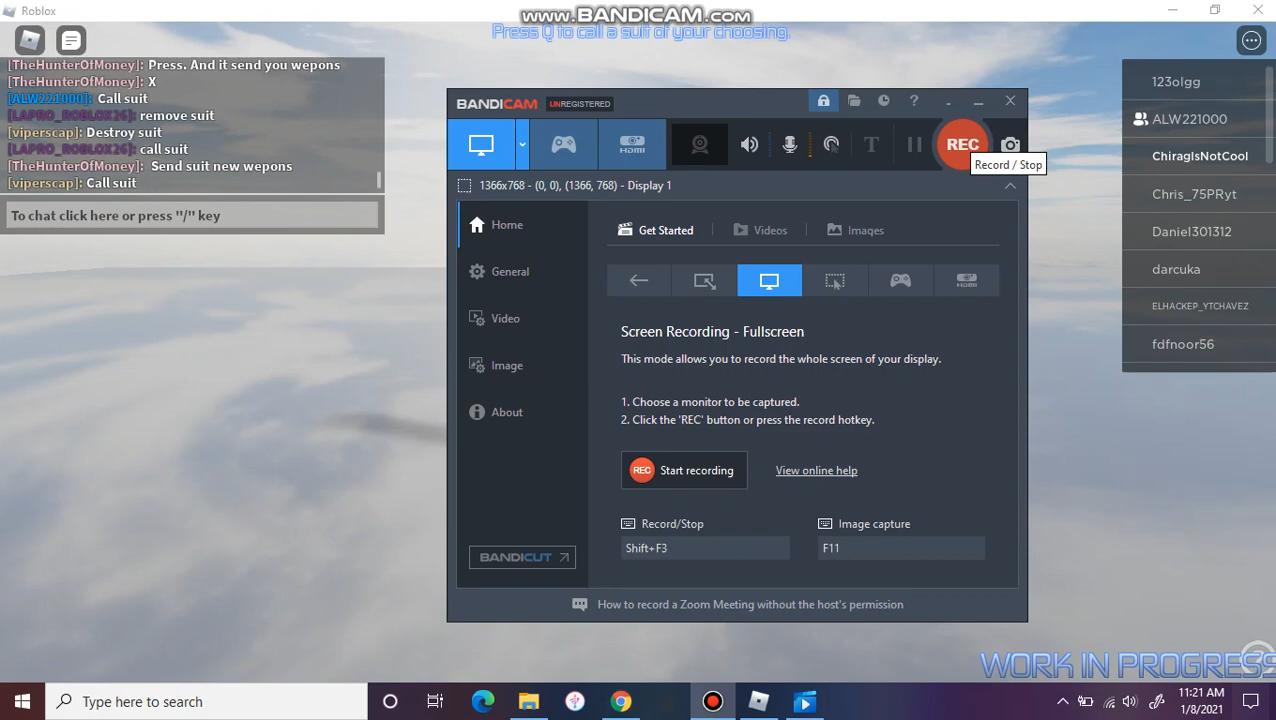 Roblox
www.BANDICAM.com
Press Q to call a suit of your choosing.
[TheHunterOfMoney]: Press. And it send you wepons
[TheHunterOfMoney]: X
[ALW221000]: Call suit
[LAPRO_ROBLOX26]: remove suit
[viperscap]: Destroy suit
[LAPRO_ROBLOX26]: call suit
[TheHunterOfMoney]: Send suit new wepons
[viperscap]: Call suit
To chat click here or press "/" key
BANDICAM UNREGISTERED
?
HDMI
T
REC
Record / Stop
1366x768 - (0, 0), (1366, 768) - Display 1
Home
General
Video
Image
About
BANDICUT
Get Started
Videos
Images
HDMI
Screen Recording - Fullscreen
This mode allows you to record the whole screen of your display.
1. Choose a monitor to be captured.
2. Click the 'REC' button or press the record hotkey.
REC Start recording
View online help
Record/Stop
Image capture
Shift+F3
F11
How to record a Zoom Meeting without the host's permission
123olgg
ALW221000
ChiragIsNotCool
Chris_75PRyt
Daniel301312
darcuka
ELHACKEP_YTCHAVEZ
fdfnoor56
WORK IN PROGRESS
Type here to search
11:21 AM
1/8/2021